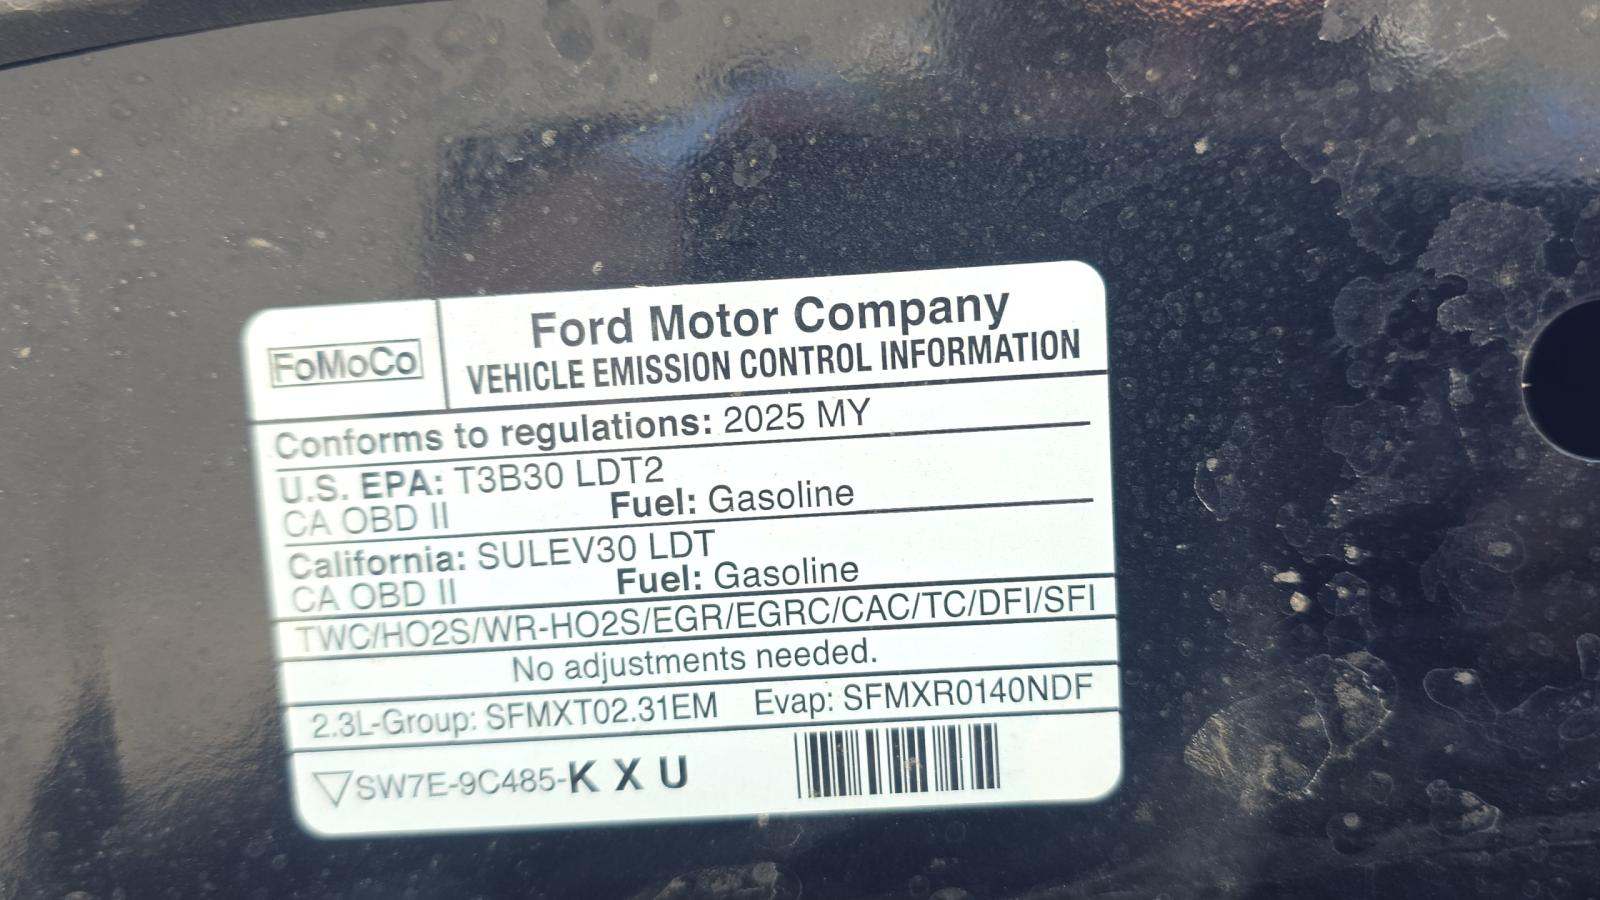 FoMoCo
Ford Motor Company
VEHICLE EMISSION CONTROL INFORMATION
Conforms to regulations: 2025 MY
U.S. EPA: T3B30 LDT2
CA OBD II Fuel: Gasoline
California: SULEV30 LDT
CA OBD II Fuel: Gasoline
TWC/HO2S/WR-HO2S/EGR/EGRC/CAC/TC/DFI/SFI
No adjustments needed.
2.3L-Group: SFMXT02.31EM Evap: SFMXR0140NDF
▽SW7E-9C485-K X U